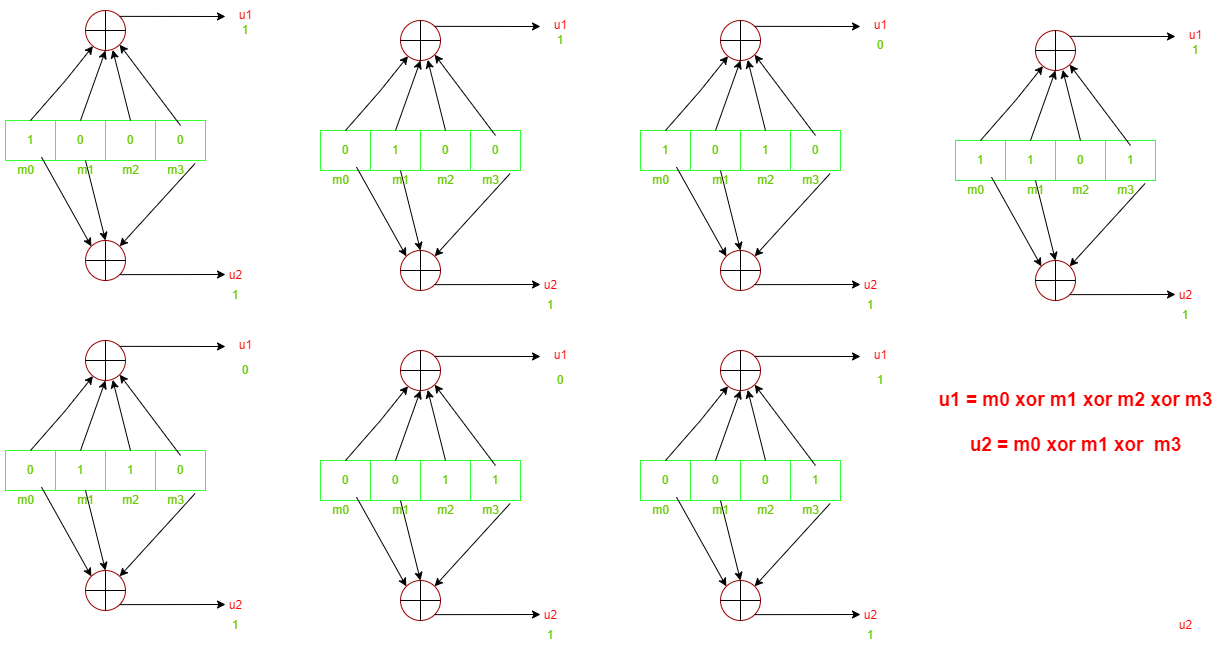 u1 u1 u1 u1
1 1 0 1
1 0 0 0 0 1 0 0 1 0 1 0 1 1 0 1
m0 m1 m2 m3 m0 m1 m2 m3 m0 m1 m2 m3 m0 m1 m2 m3
u2 u2 u2 u2
1 1 1 1
u1 u1 u1
0 0 1
u1 = m0 xor m1 xor m2 xor m3
u2 = m0 xor m1 xor m3
0 1 1 0 0 0 1 1 0 0 0 1
m0 m1 m2 m3 m0 m1 m2 m3 m0 m1 m2 m3
u2 u2 u2
1 1 1
u2